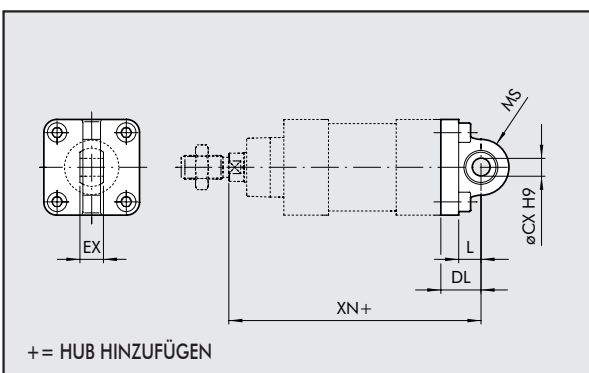 MS
EX
L
øCX H9
DL
XN+
+= HUB HINZUFÜGEN